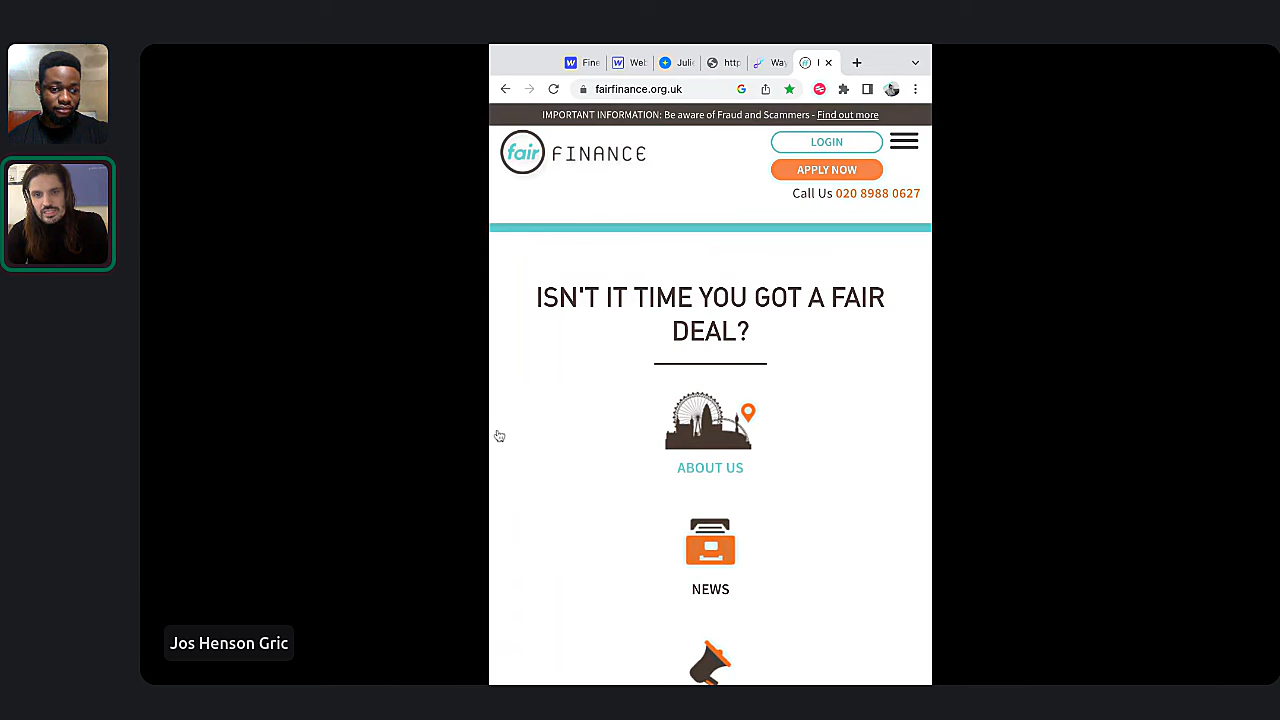 Fine
Web
Julie
http
Way
fairfinance.org.uk
IMPORTANT INFORMATION: Be aware of Fraud and Scammers - Find out more
fair FINANCE
LOGIN
APPLY NOW
Call Us 020 8988 0627
ISN'T IT TIME YOU GOT A FAIR
DEAL?
ABOUT US
NEWS
Jos Henson Gric